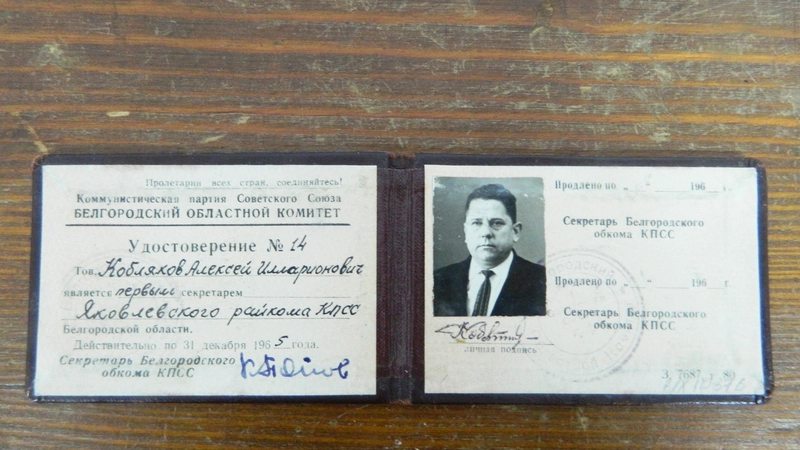 Пролетарии всех стран, соединяйтесь!
Коммунистическая партия Советского Союза
БЕЛГОРОДСКИЙ ОБЛАСТНОЙ КОМИТЕТ
Удостоверение № 14
Тов. Кобляков Алексей Илларионович
является первым секретарем
Яковлевского райкома КПСС
Белгородской области.
Действительно по 31 декабря 1965 года.
Секретарь Белгородского
обкома КПСС
личная подпись
Продлено по 196 г.
Секретарь Белгородского
обкома КПСС
Продлено по 196 г.
Секретарь Белгородского
обкома КПСС
З. 7687